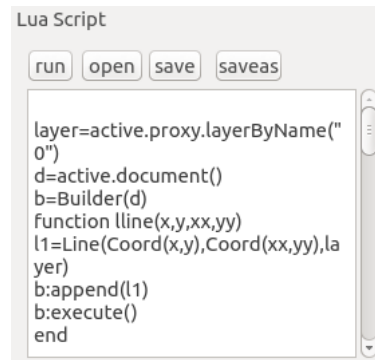 Lua Script
run open save saveas
layer=active.proxy.layerByName("
0")
d=active.document()
b=Builder(d)
function lline(x,y,xx,yy)
l1=Line(Coord(x,y),Coord(xx,yy),la
yer)
b:append(l1)
b:execute()
end